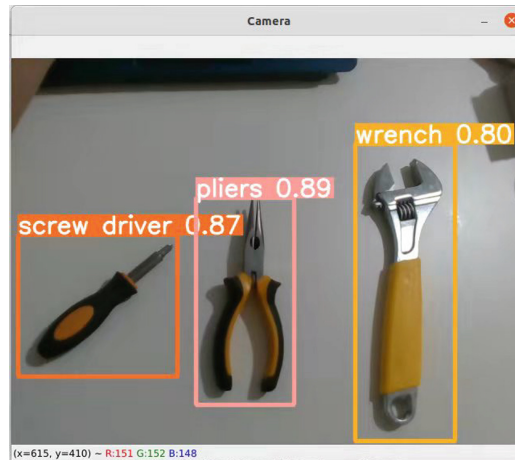 Camera
wrench 0.80
pliers 0.89
screw driver 0.87
(x=615, y=410) ~ R:151 G:152 B:148